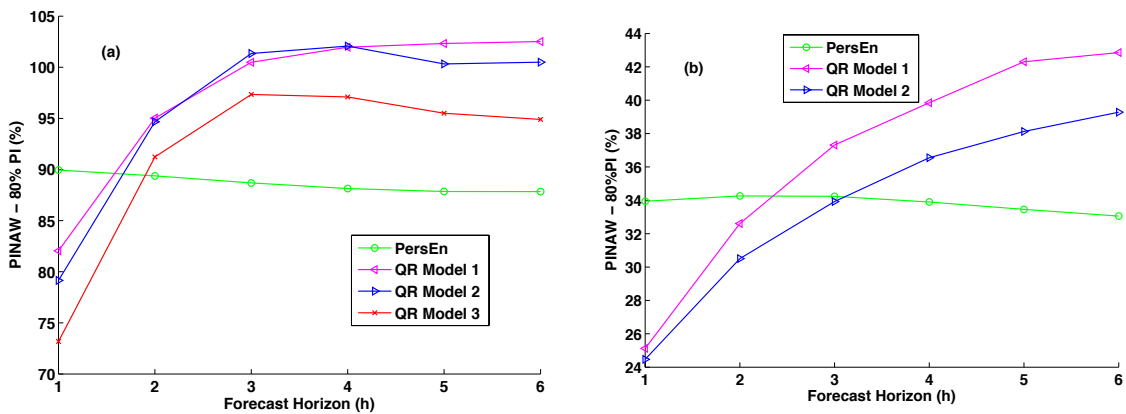 (a)
PINAW – 80% PI (%)
105
100
95
90
85
80
75
70
PersEn
QR Model 1
QR Model 2
QR Model 3
1 2 3 4 5 6
Forecast Horizon (h)
(b)
PINAW – 80%PI (%)
44
42
40
38
36
34
32
30
28
26
24
PersEn
QR Model 1
QR Model 2
1 2 3 4 5 6
Forecast Horizon (h)